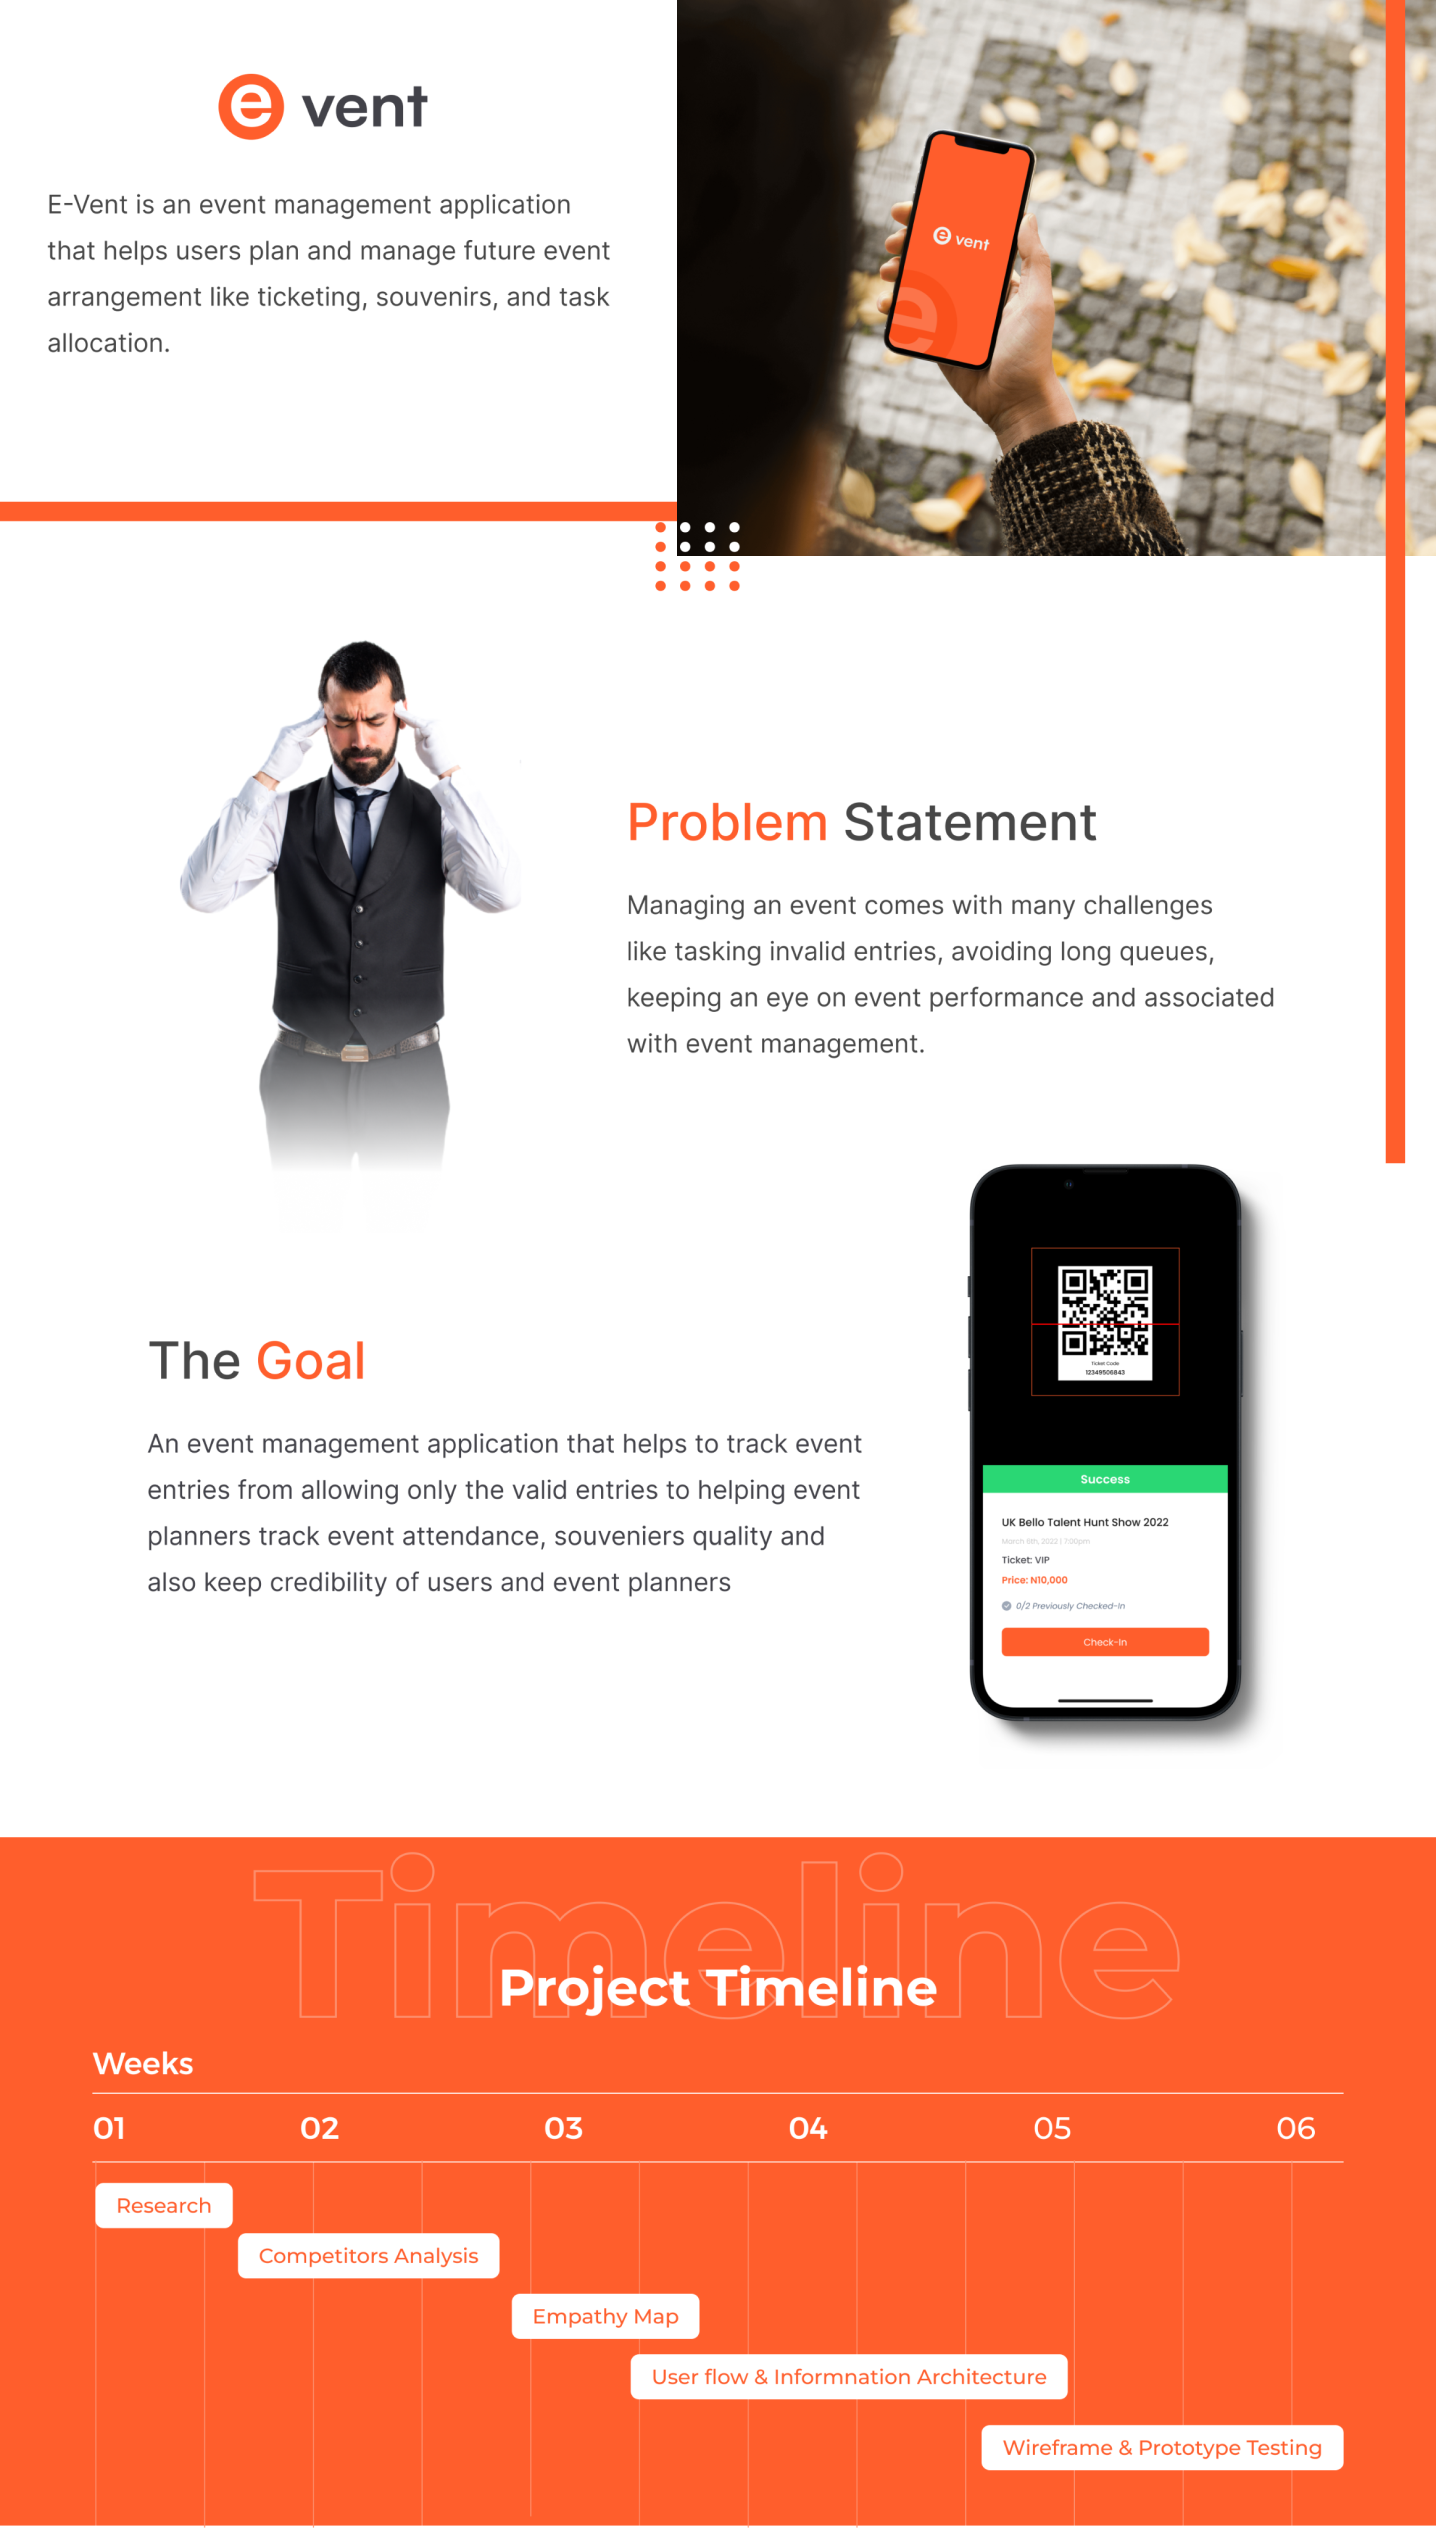 e vent
E-Vent is an event management application
that helps users plan and manage future event
arrangement like ticketing, souvenirs, and task
allocation.
e vent
e
Problem Statement
Managing an event comes with many challenges
like tasking invalid entries, avoiding long queues,
keeping an eye on event performance and associated
with event management.
Ticket Code
12349506843
The Goal
An event management application that helps to track event
entries from allowing only the valid entries to helping event
planners track event attendance, souveniers quality and
also keep credibility of users and event planners
Success
UK Bello Talent Hunt Show 2022
March 6th, 2022 | 7:00pm
Ticket: VIP
Price: N10,000
0/2 Previously Checked-In
Check-In
Timeline
Project Timeline
Weeks
01 02 03 04 05 06
Research
Competitors Analysis
Empathy Map
User flow & Informnation Architecture
Wireframe & Prototype Testing